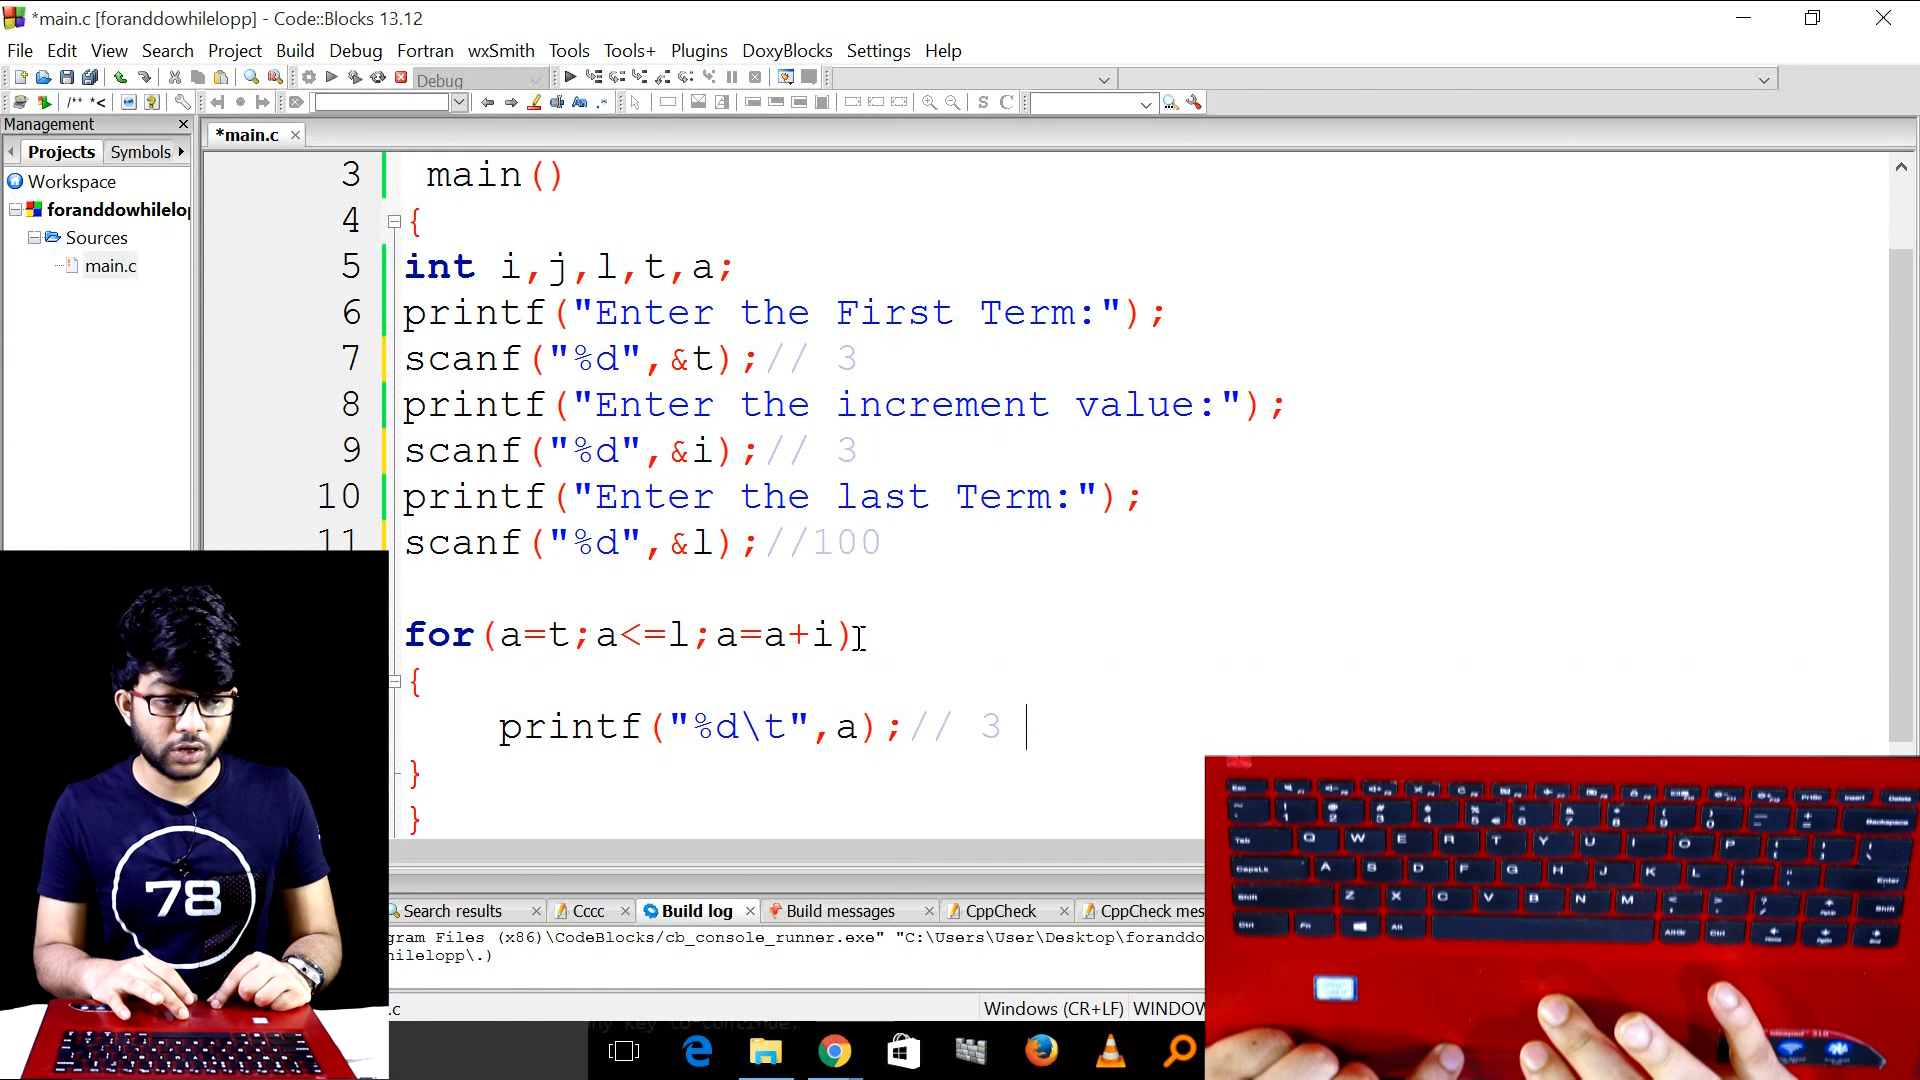 *main.c [foranddowhilelopp] - Code::Blocks 13.12
File Edit View Search Project Build Debug Fortran wxSmith Tools Tools+ Plugins DoxyBlocks Settings Help
Debug
/** *<
S C
Management
*main.c
Projects Symbols
Workspace
foranddowhilelo
Sources
main.c
3 main()
4 {
5 int i,j,l,t,a;
6 printf("Enter the First Term:");
7 scanf("%d",&t);// 3
8 printf("Enter the increment value:");
9 scanf("%d",&i);// 3
10 printf("Enter the last Term:");
11 scanf("%d",&l);//100
for(a=t;a<=l;a=a+i)
{
printf("%d\t",a);// 3
}
}
78
Search results Cccc Build log Build messages CppCheck CppCheck mes
gram Files (x86)\CodeBlocks/cb_console_runner.exe" "C:\Users\User\Desktop\foranddo
hilelopp\.)
.c Windows (CR+LF) WINDOW
ny key to continue.
Q W E R T Y U I O P
A S D F G H J K L
Z X C V B N M